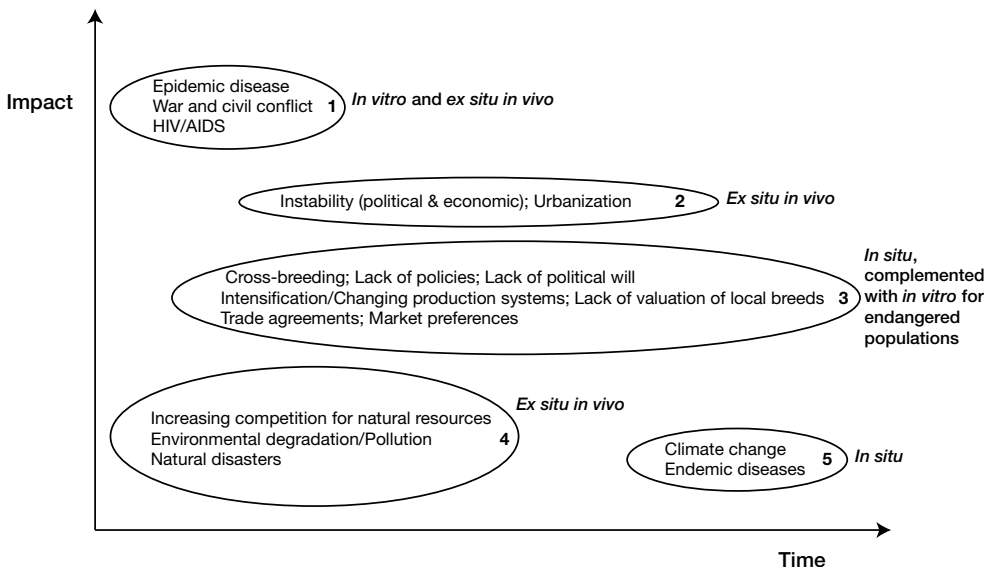 Impact
Epidemic disease
War and civil conflict 1
HIV/AIDS
In vitro and ex situ in vivo
Instability (political & economic); Urbanization 2
Ex situ in vivo
Cross-breeding; Lack of policies; Lack of political will
Intensification/Changing production systems; Lack of valuation of local breeds 3
Trade agreements; Market preferences
In situ,
complemented
with in vitro for
endangered
populations
Increasing competition for natural resources
Environmental degradation/Pollution 4
Natural disasters
Ex situ in vivo
Climate change
Endemic diseases 5
In situ
Time